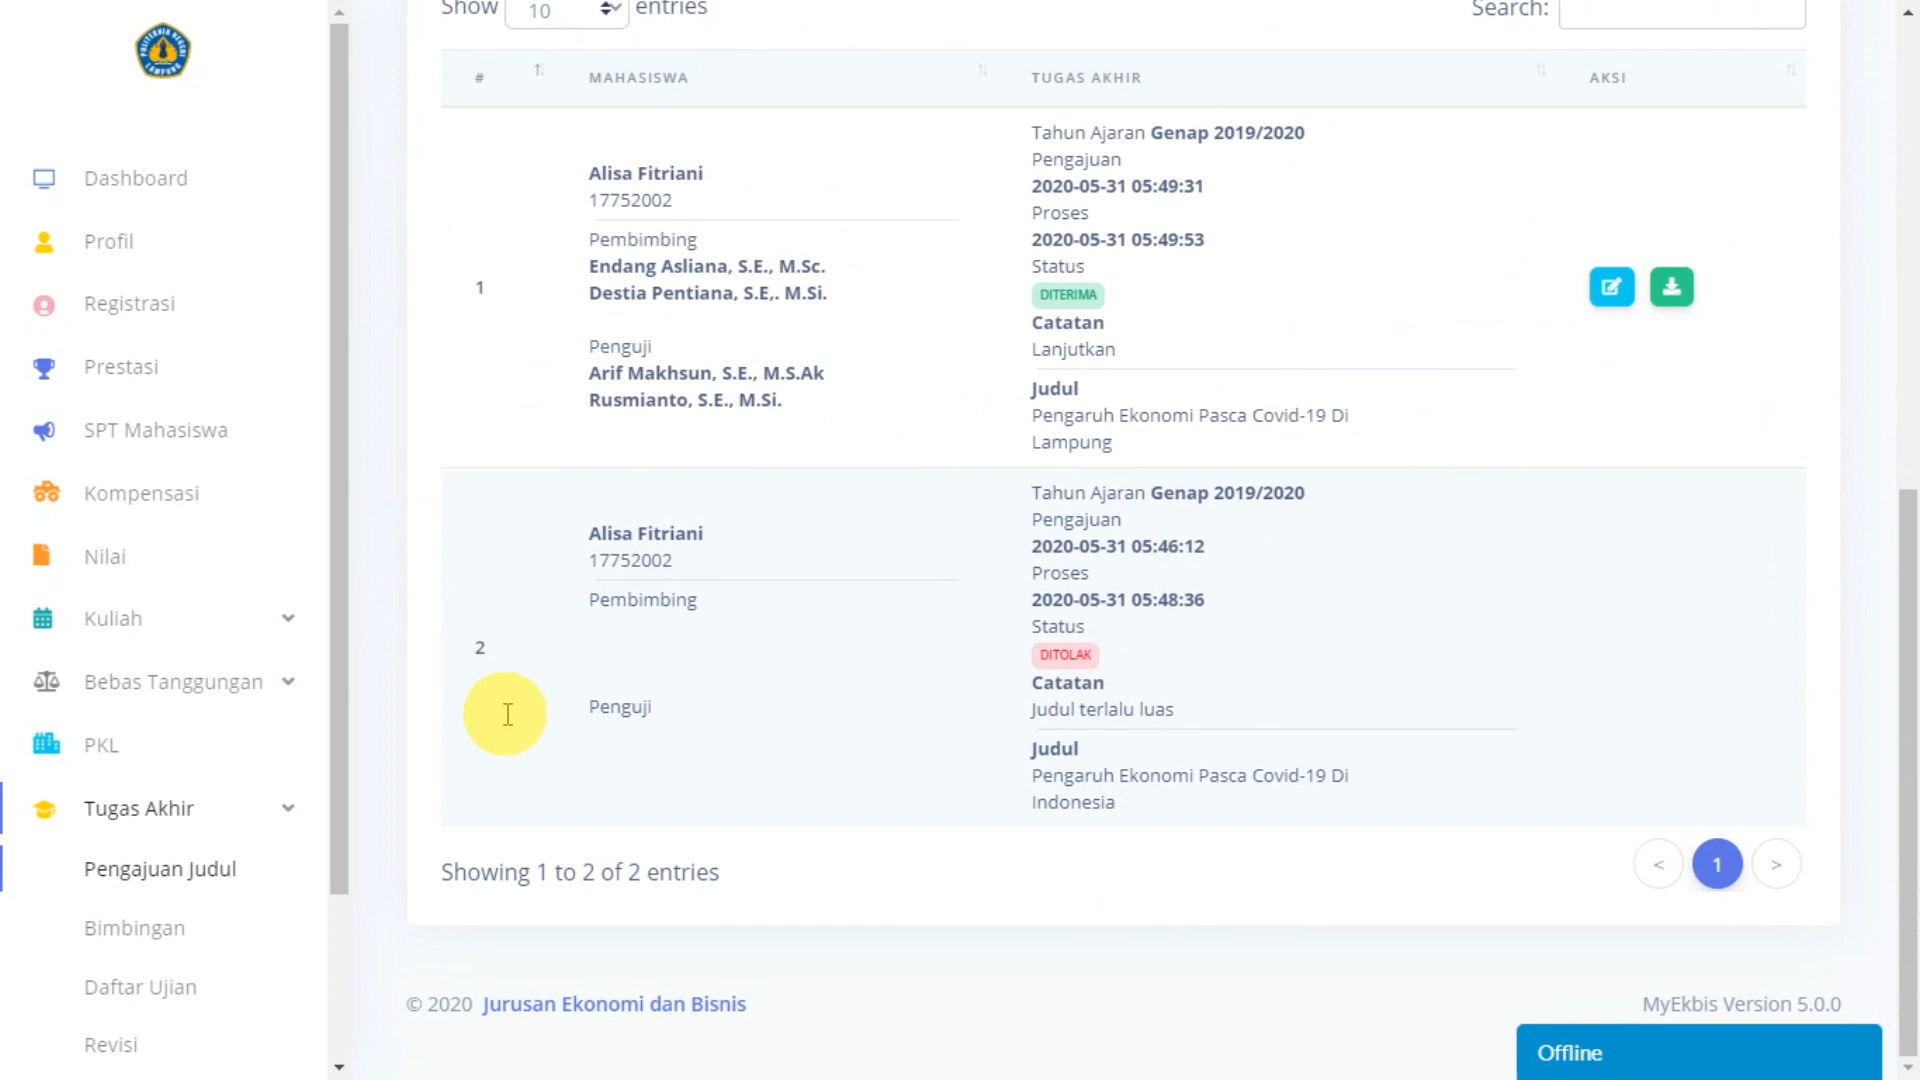 Show 10 entries
Search:
# MAHASISWA TUGAS AKHIR AKSI
1
Alisa Fitriani
17752002
Pembimbing
Endang Asliana, S.E., M.Sc.
Destia Pentiana, S.E,. M.Si.
Penguji
Arif Makhsun, S.E., M.S.Ak
Rusmianto, S.E., M.Si.
Tahun Ajaran Genap 2019/2020
Pengajuan
2020-05-31 05:49:31
Proses
2020-05-31 05:49:53
Status
DITERIMA
Catatan
Lanjutkan
Judul
Pengaruh Ekonomi Pasca Covid-19 Di
Lampung
2
Alisa Fitriani
17752002
Pembimbing
Penguji
Tahun Ajaran Genap 2019/2020
Pengajuan
2020-05-31 05:46:12
Proses
2020-05-31 05:48:36
Status
DITOLAK
Catatan
Judul terlalu luas
Judul
Pengaruh Ekonomi Pasca Covid-19 Di
Indonesia
Showing 1 to 2 of 2 entries
< 1 >
© 2020 Jurusan Ekonomi dan Bisnis
MyEkbis Version 5.0.0
Offline
POLITEKNIK NEGERI
LAMPUNG
Dashboard
Profil
Registrasi
Prestasi
SPT Mahasiswa
Kompensasi
Nilai
Kuliah
Bebas Tanggungan
PKL
Tugas Akhir
Pengajuan Judul
Bimbingan
Daftar Ujian
Revisi